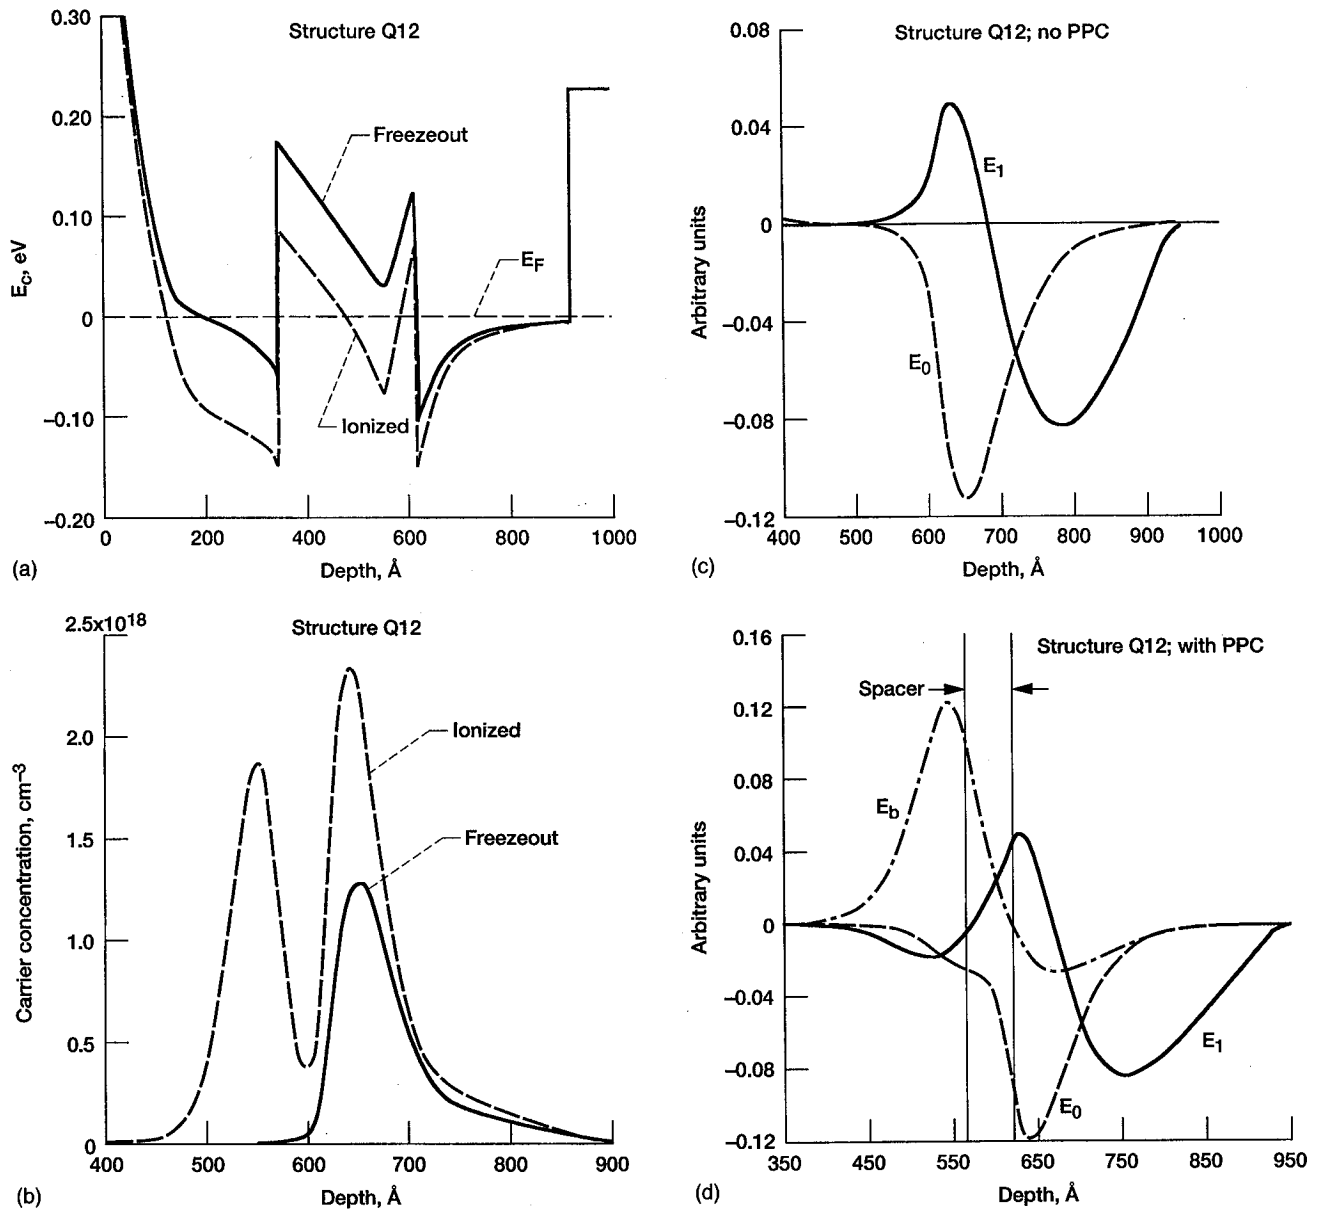 Structure Q12
0.30
0.20
0.10
0
−0.10
−0.20
E_c, eV
Freezeout
E_F
Ionized
0 200 400 600 800 1000
Depth, Å
(a)
Structure Q12
2.5x10^18
2.0
1.5
1.0
0.5
0
Carrier concentration, cm^−3
Ionized
Freezeout
400 500 600 700 800 900
Depth, Å
(b)
Structure Q12; no PPC
0.08
0.04
0
−0.04
−0.08
−0.12
Arbitrary units
E_1
E_0
400 500 600 700 800 900 1000
Depth, Å
(c)
Structure Q12; with PPC
0.16
0.12
0.08
0.04
0
−0.04
−0.08
−0.12
Arbitrary units
Spacer
E_b
E_1
E_0
350 450 550 650 750 850 950
Depth, Å
(d)